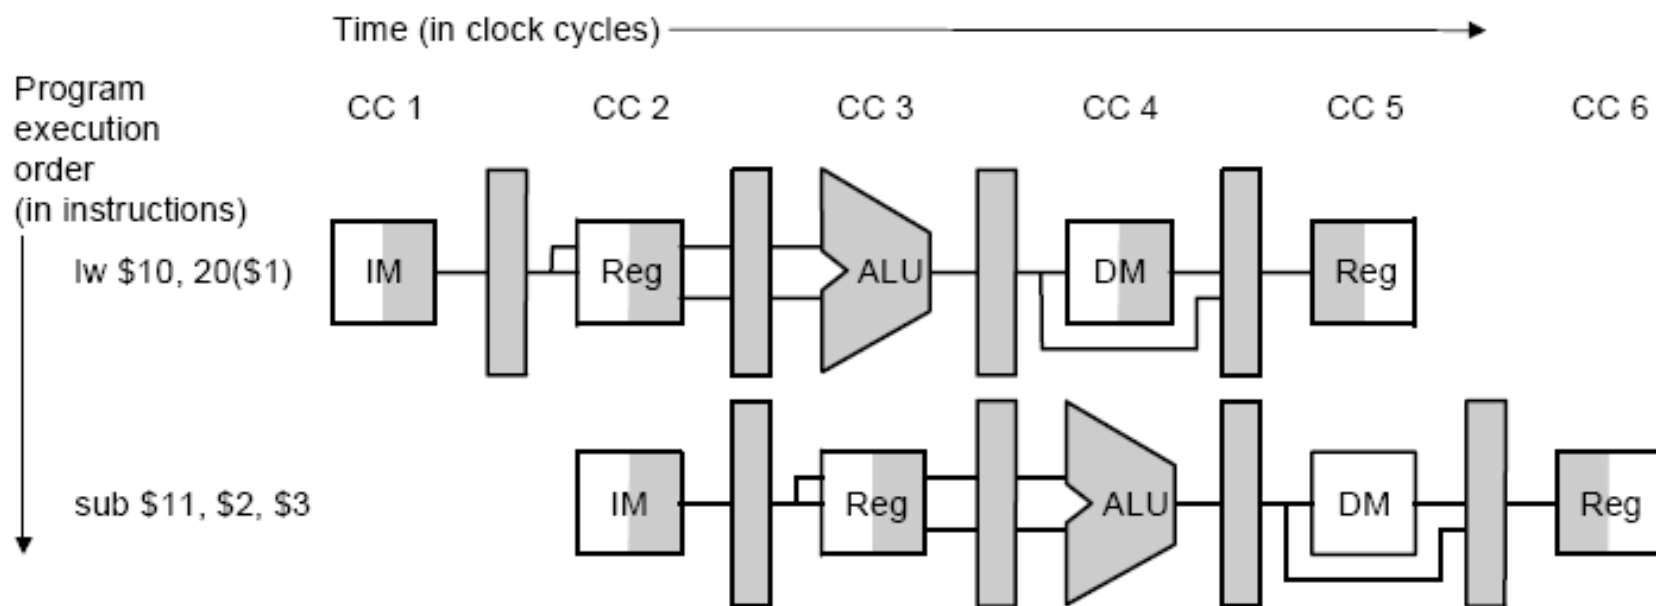 Time (in clock cycles)
Program
execution
order
(in instructions)
CC 1 CC 2 CC 3 CC 4 CC 5 CC 6
lw $10, 20($1) IM Reg ALU DM Reg
sub $11, $2, $3 IM Reg ALU DM Reg